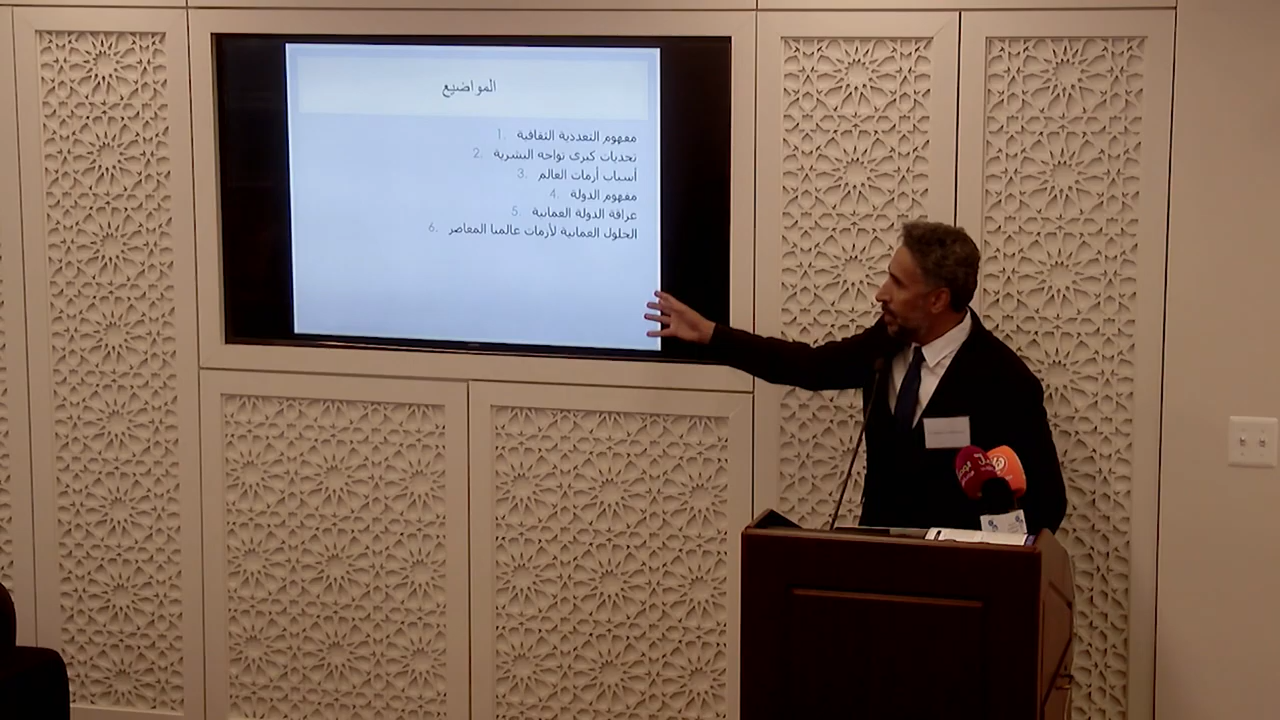 المواضيع
1. مفهوم التعددية الثقافية
2. تحديات كبرى تواجه البشرية
3. أسباب أزمات العالم
4. مفهوم الدولة
5. عراقة الدولة العمانية
6. الحلول العمانية لأزمات عالمنا المعاصر